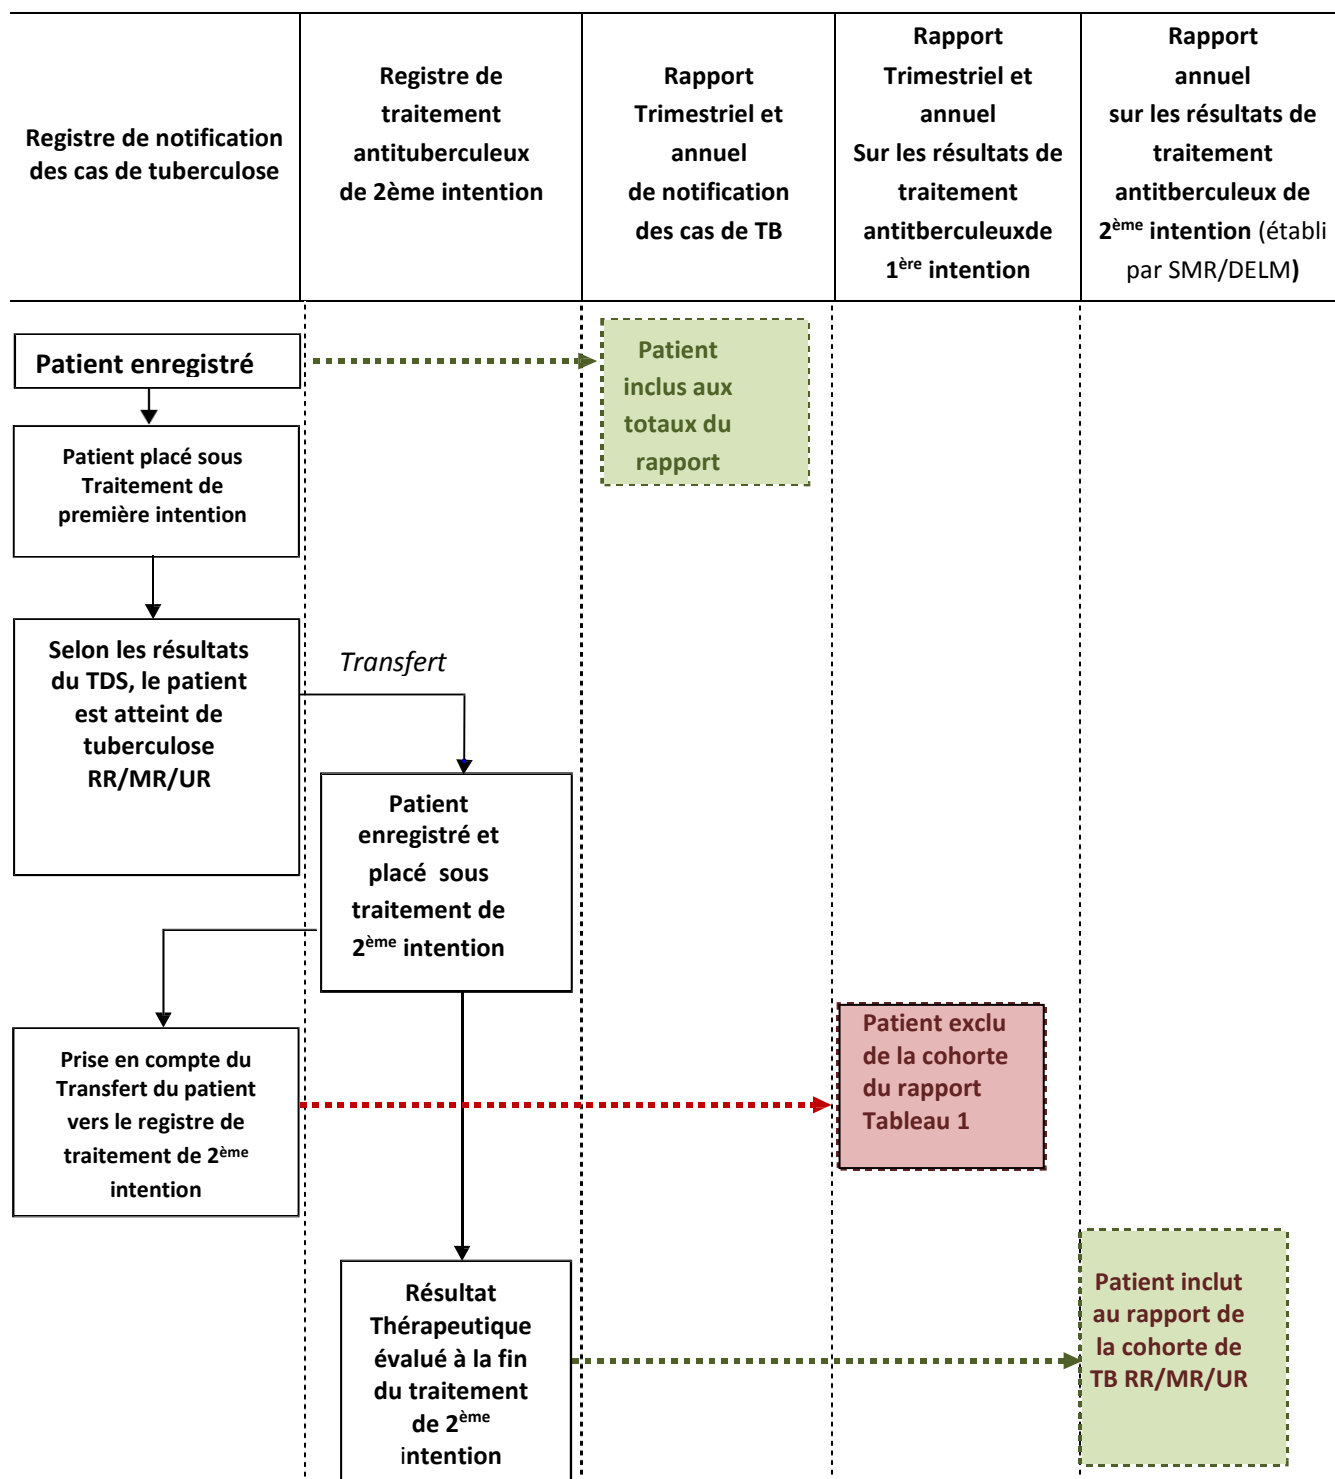 Registre de notification
des cas de tuberculose
Registre de
traitement
antituberculeux
de 2ème intention
Rapport
Trimestriel et
annuel
de notification
des cas de TB
Rapport
Trimestriel et
annuel
Sur les résultats de
traitement
antitberculeuxde
1ère intention
Rapport
annuel
sur les résultats de
traitement
antitberculeux de
2ème intention (établi
par SMR/DELM)
Patient enregistré
Patient
inclus aux
totaux du
rapport
Patient placé sous
Traitement de
première intention
Selon les résultats
du TDS, le patient
est atteint de
tuberculose
RR/MR/UR
Transfert
Patient
enregistré et
placé sous
traitement de
2ème intention
Prise en compte du
Transfert du patient
vers le registre de
traitement de 2ème
intention
Patient exclu
de la cohorte
du rapport
Tableau 1
Résultat
Thérapeutique
évalué à la fin
du traitement
de 2ème
intention
Patient inclut
au rapport de
la cohorte de
TB RR/MR/UR